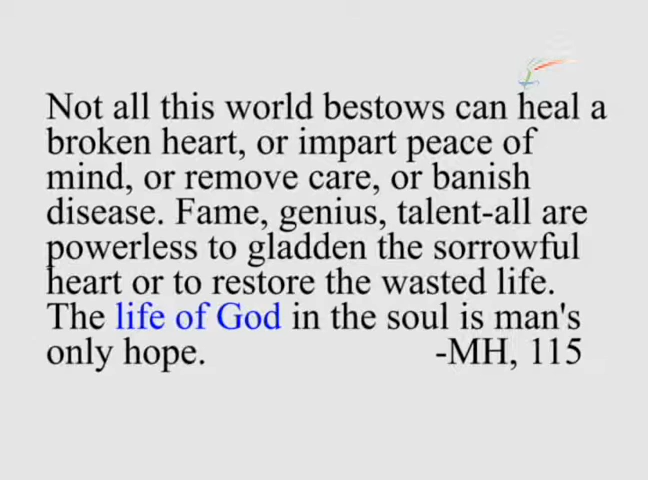 Not all this world bestows can heal a
broken heart, or impart peace of
mind, or remove care, or banish
disease. Fame, genius, talent-all are
powerless to gladden the sorrowful
heart or to restore the wasted life.
The life of God in the soul is man's
only hope. -MH, 115